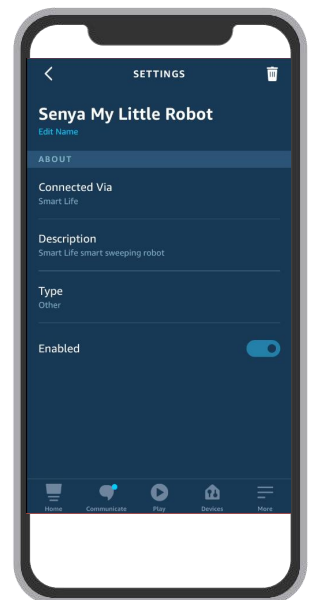 SETTINGS
Senya My Little Robot
Edit Name
ABOUT
Connected Via
Smart Life
Description
Smart Life smart sweeping robot
Type
Other
Enabled
Home Communicate Play Devices More